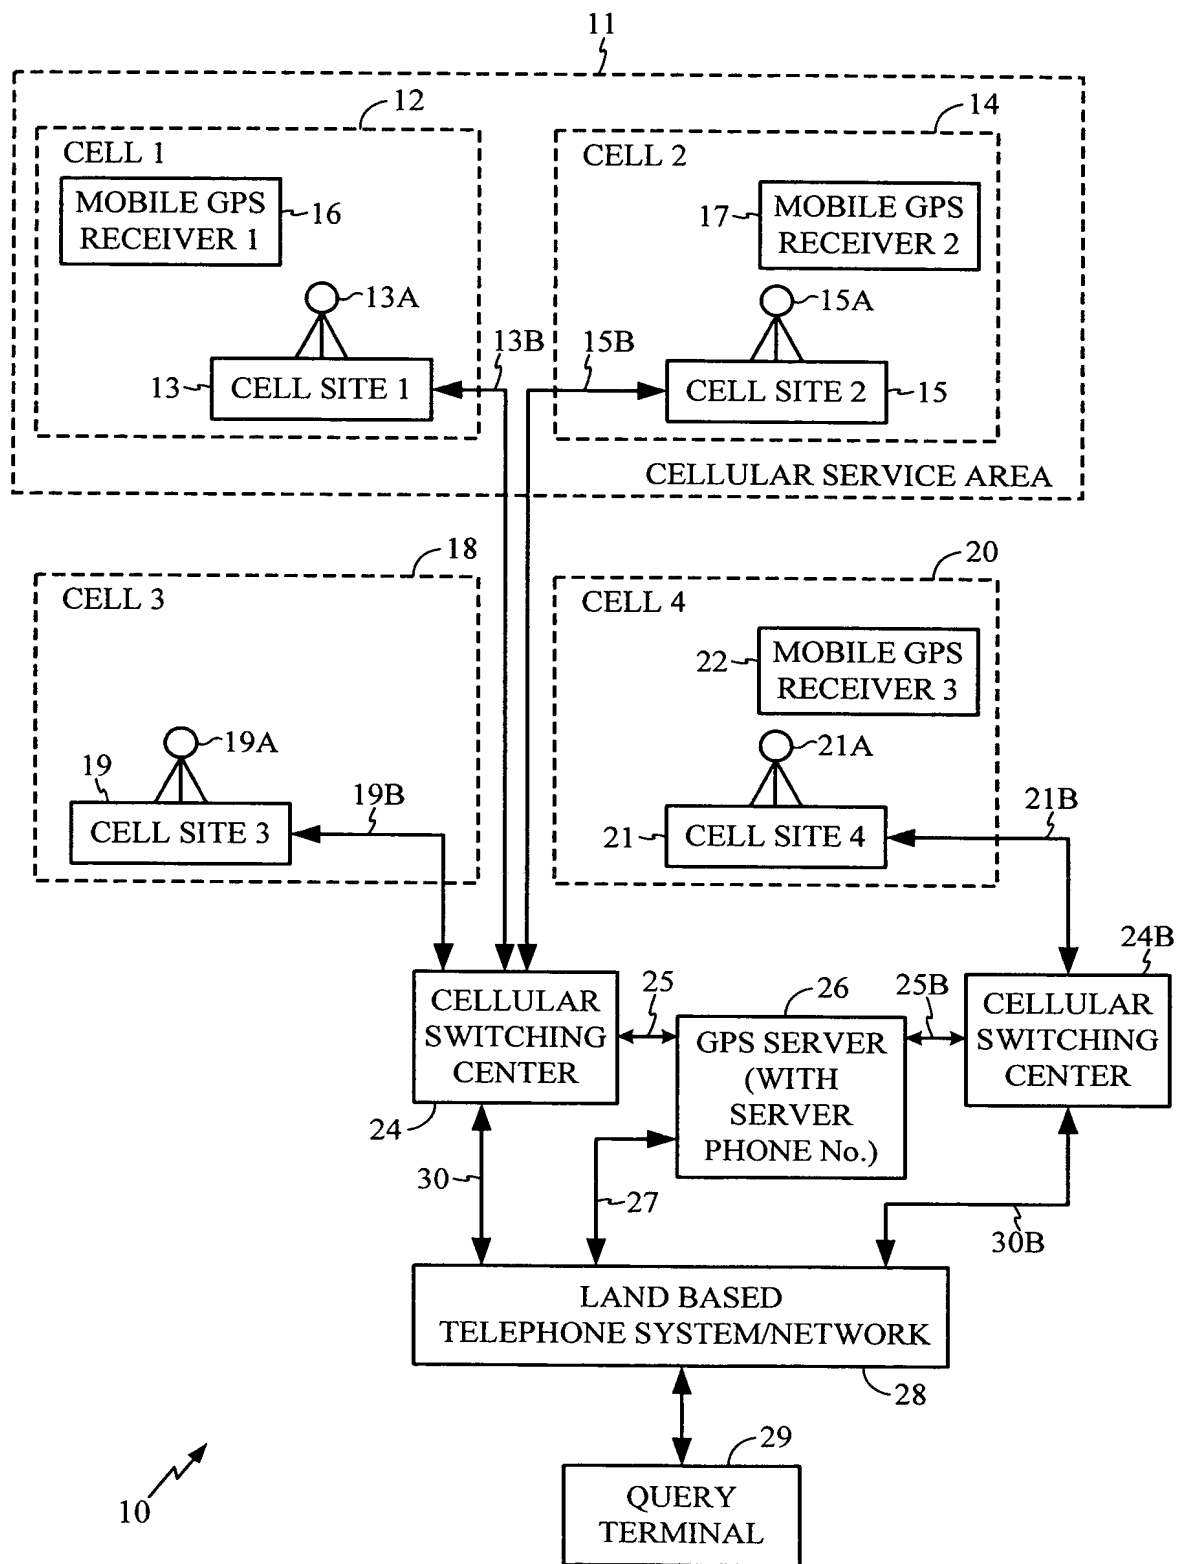 11
12
14
CELL 1
CELL 2
MOBILE GPS
RECEIVER 1
16
17
MOBILE GPS
RECEIVER 2
13A
15A
13B
15B
13
CELL SITE 1
CELL SITE 2
15
CELLULAR SERVICE AREA
18
20
CELL 3
CELL 4
22
MOBILE GPS
RECEIVER 3
19A
21A
19
19B
21B
CELL SITE 3
21
CELL SITE 4
24B
CELLULAR
SWITCHING
CENTER
25
26
25B
GPS SERVER
(WITH
SERVER
PHONE No.)
CELLULAR
SWITCHING
CENTER
24
30
27
30B
LAND BASED
TELEPHONE SYSTEM/NETWORK
28
29
QUERY
TERMINAL
10